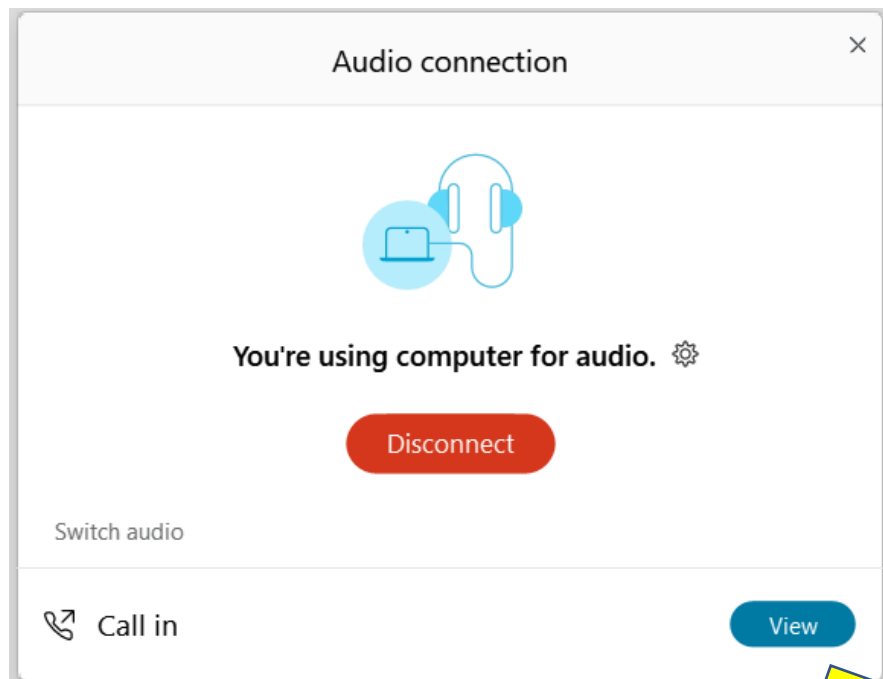 Audio connection
You're using computer for audio.
Disconnect
Switch audio
Call in
View